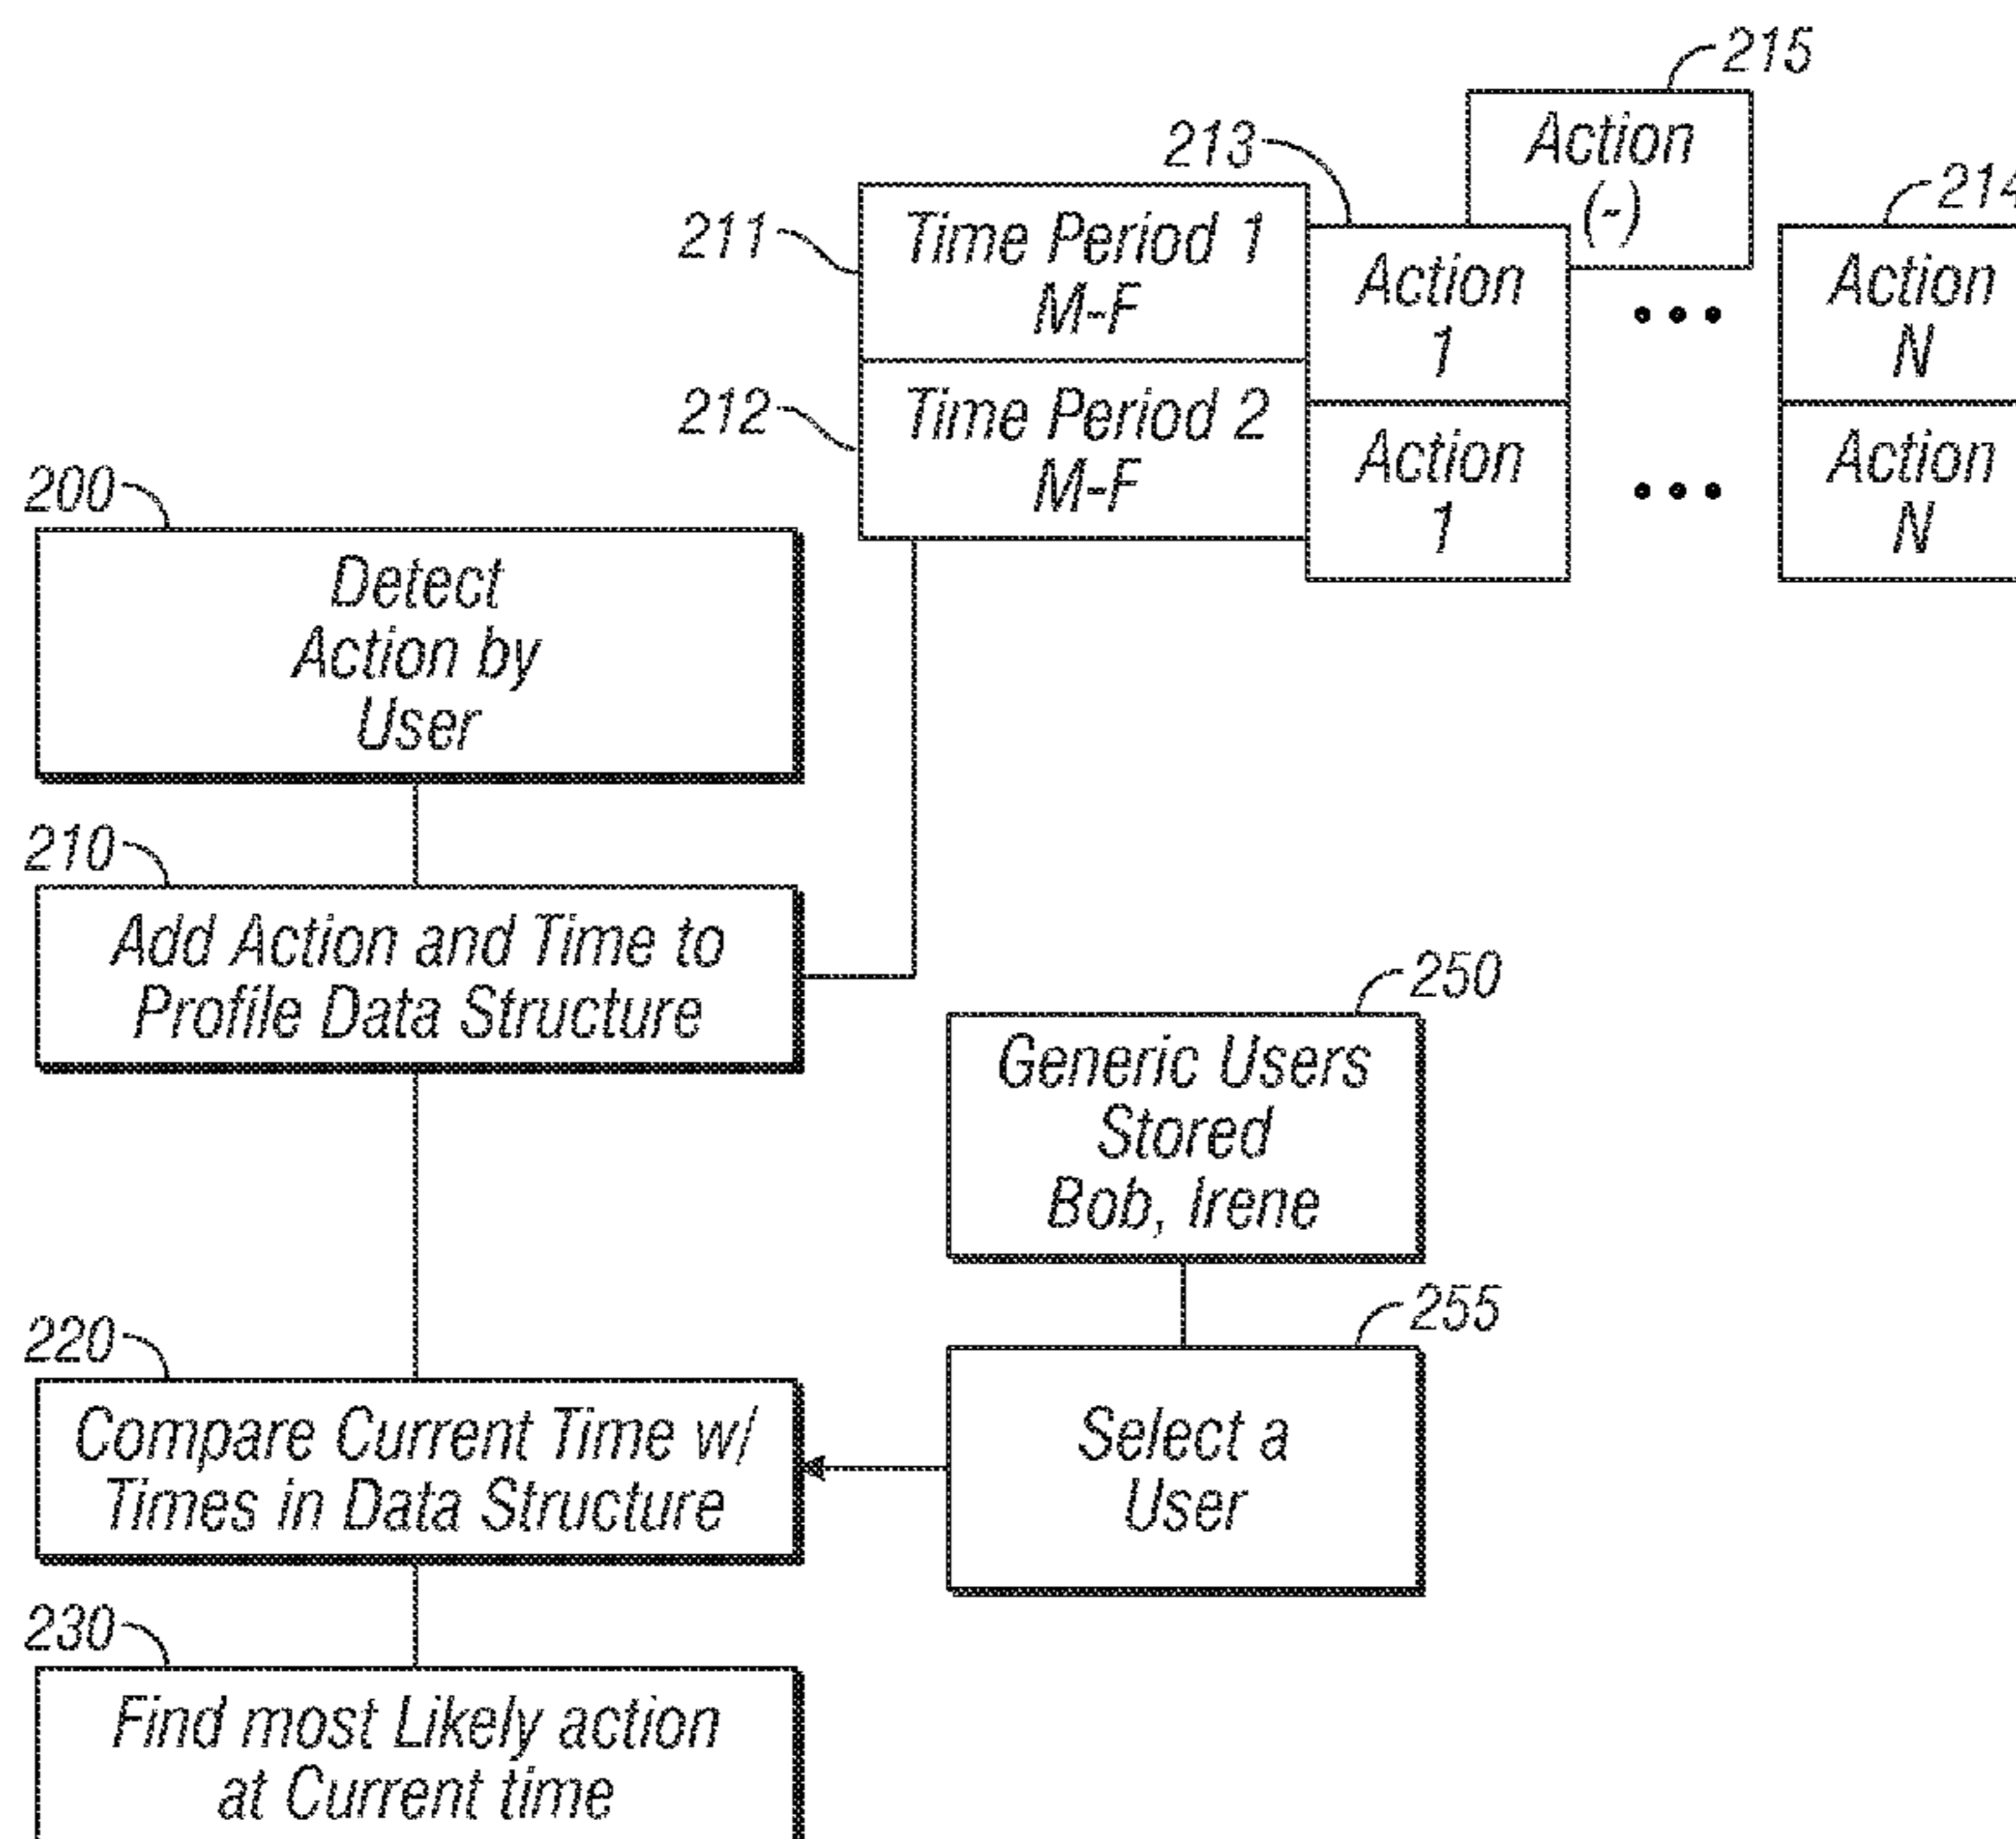 215
Action
(-)
213
214
211
Time Period 1
M-F
Action
1
• • •
Action
N
212
Time Period 2
M-F
Action
1
• • •
Action
N
200
Detect
Action by
User
210
Add Action and Time to
Profile Data Structure
250
Generic Users
Stored
Bob, Irene
255
Select a
User
220
Compare Current Time w/
Times in Data Structure
230
Find most Likely action
at Current time